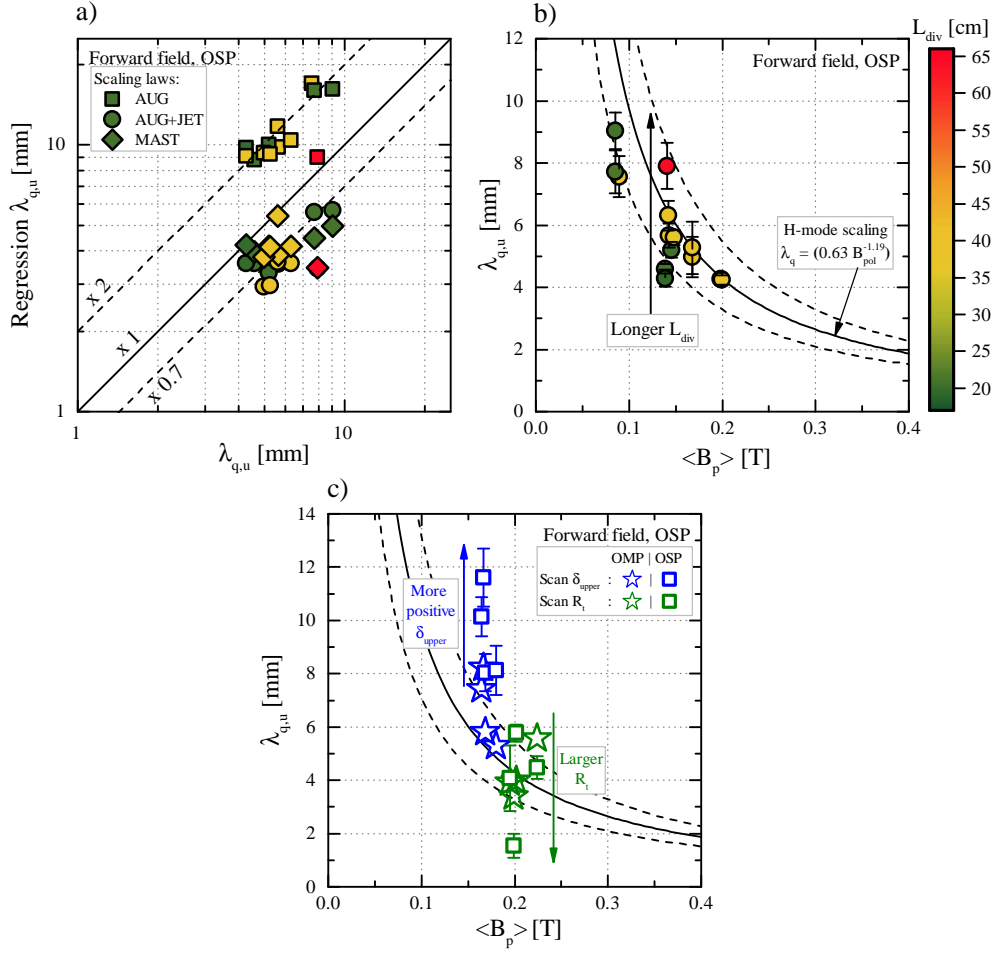 a)
Forward field, OSP
Scaling laws:
AUG
AUG+JET
MAST
x 2
x 1
x 0.7
10
1
1
10
Regression λq,u [mm]
λq,u [mm]
b)
Forward field, OSP
H-mode scaling
λq = (0.63 Bpol^-1.19)
Longer Ldiv
12
10
8
6
4
2
0
0.0
0.1
0.2
0.3
0.4
λq,u [mm]
<Bp> [T]
Ldiv [cm]
65
60
55
50
45
40
35
30
25
20
c)
Forward field, OSP
OMP | OSP
Scan δupper : |
Scan Rt : |
More
positive
δupper
Larger
Rt
14
12
10
8
6
4
2
0
0.0
0.1
0.2
0.3
0.4
λq,u [mm]
<Bp> [T]